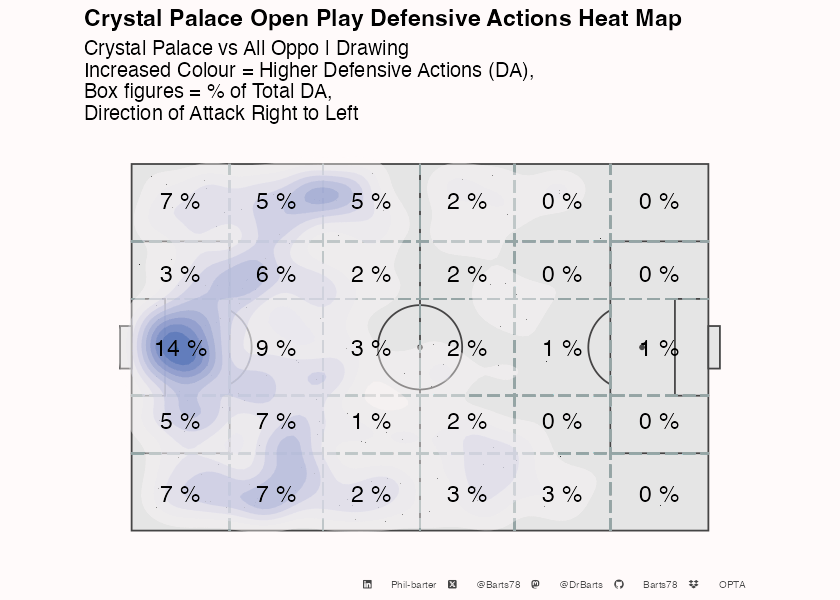 Crystal Palace Open Play Defensive Actions Heat Map
Crystal Palace vs All Oppo | Drawing
Increased Colour = Higher Defensive Actions (DA),
Box figures = % of Total DA,
Direction of Attack Right to Left
7 % 5 % 5 % 2 % 0 % 0 %
3 % 6 % 2 % 2 % 0 % 0 %
14 % 9 % 3 % 2 % 1 % 1 %
5 % 7 % 1 % 2 % 0 % 0 %
7 % 7 % 2 % 3 % 3 % 0 %
Phil-barter @Barts78 @DrBarts Barts78 OPTA